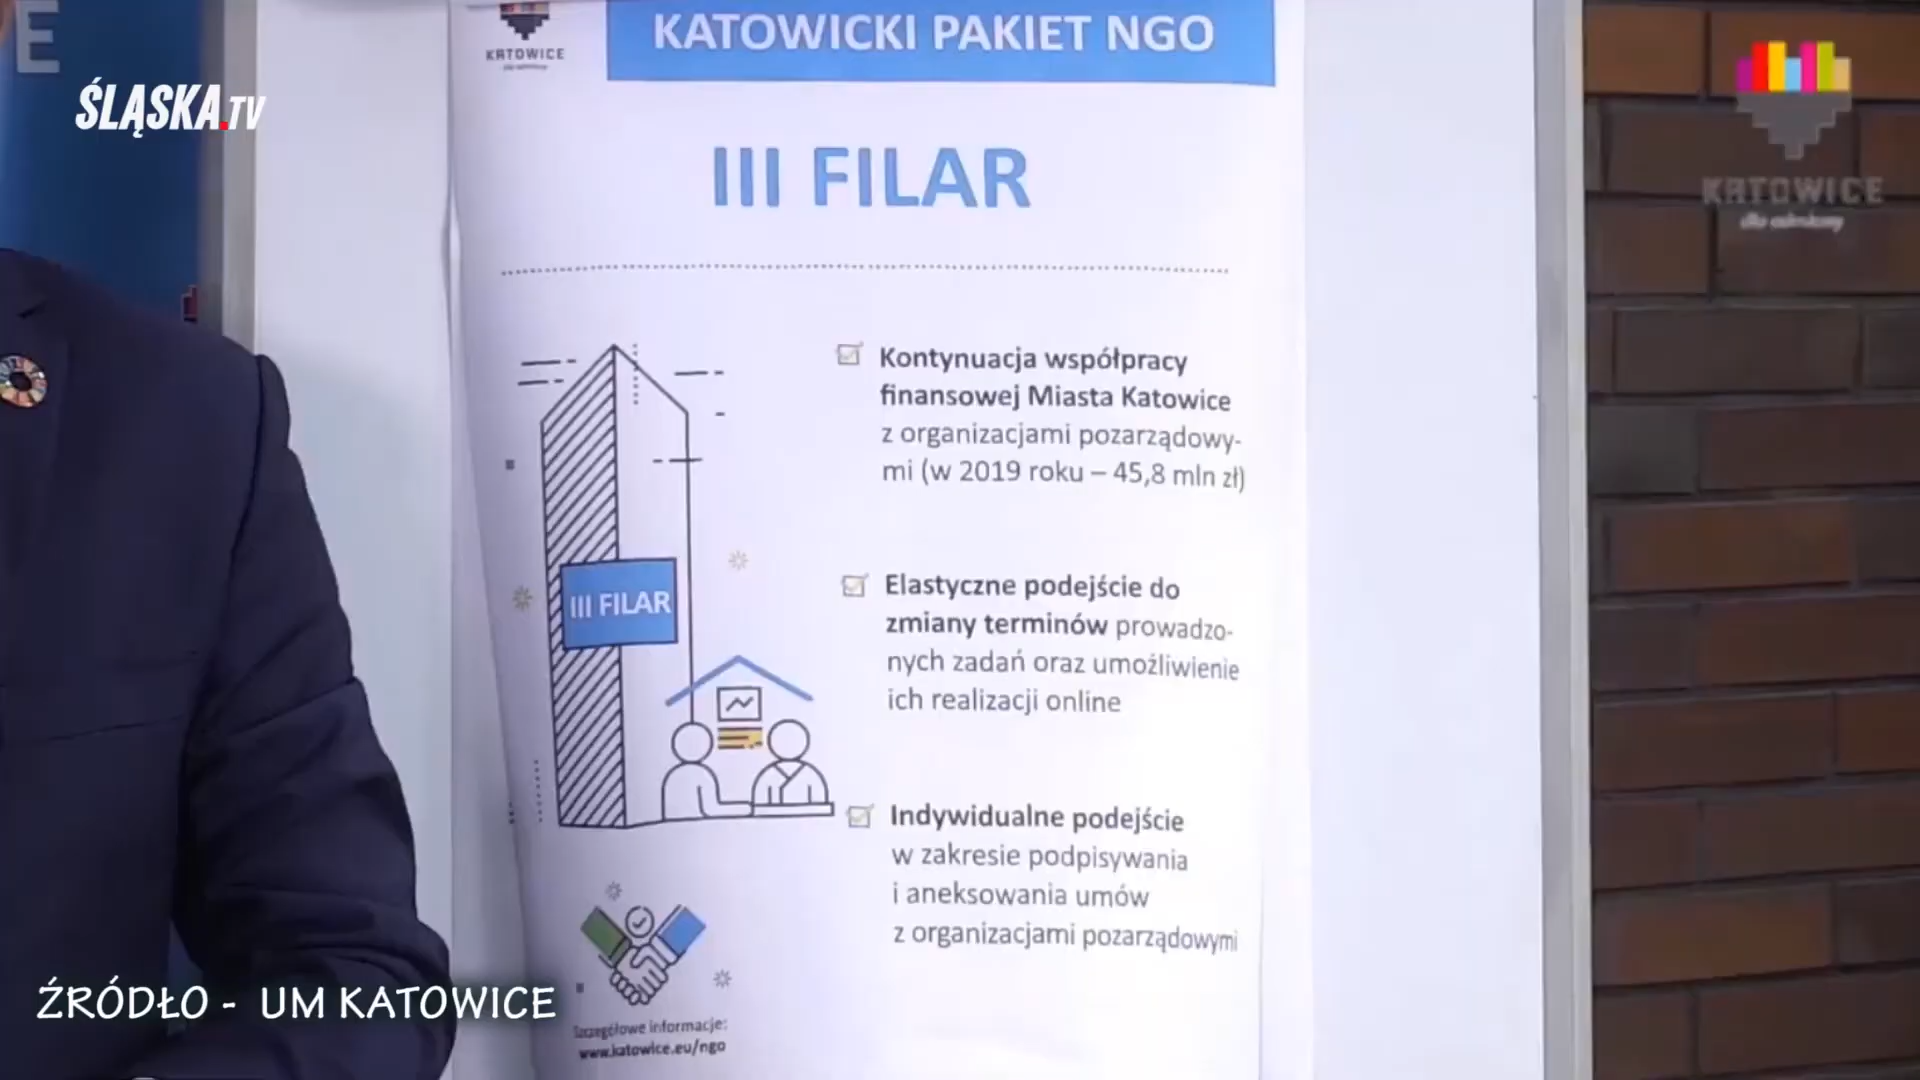 E
ŚLĄSKA.TV
KATOWICE
KATOWICKI PAKIET NGO
KATOWICE
dla odmiany
III FILAR
Kontynuacja współpracy
finansowej Miasta Katowice
z organizacjami pozarządowy-
mi (w 2019 roku – 45,8 mln zł)
Elastyczne podejście do
zmiany terminów prowadzo-
nych zadań oraz umożliwienie
ich realizacji online
III FILAR
Indywidualne podejście
w zakresie podpisywania
i aneksowania umów
z organizacjami pozarządowymi
Szczegółowe informacje:
www.katowice.eu/ngo
ŹRÓDŁO - UM KATOWICE